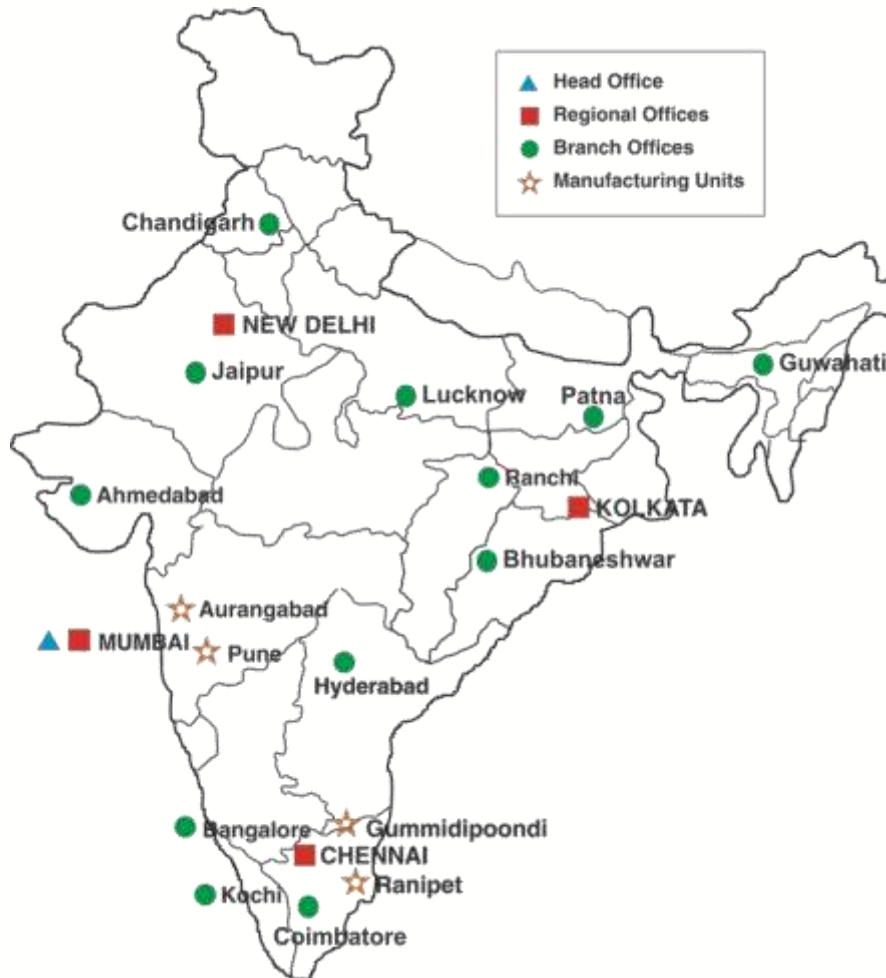 Head Office
Regional Offices
Branch Offices
Manufacturing Units
Chandigarh
NEW DELHI
Jaipur
Lucknow
Patna
Guwahati
Ahmedabad
Ranchi
KOLKATA
Bhubaneshwar
Aurangabad
MUMBAI
Pune
Hyderabad
Bangalore
Gummidipoondi
CHENNAI
Ranipet
Kochi
Coimbatore